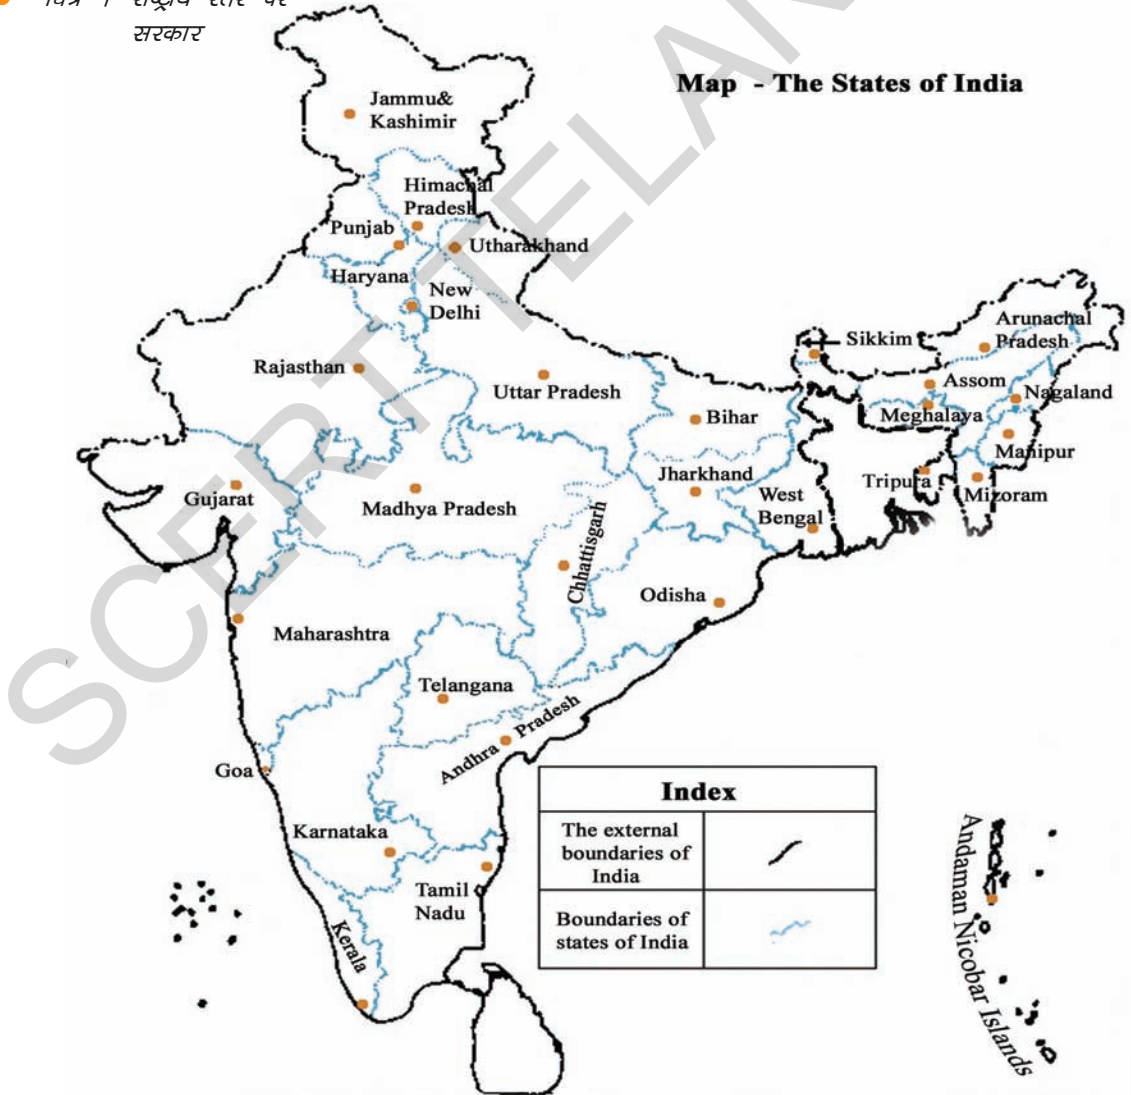 राष्ट्रीय स्तर पर
सरकार
Map - The States of India
Jammu&
Kashimir
Himachal
Pradesh
Punjab
Utharakhand
Haryana
New
Delhi
Rajasthan
Uttar Pradesh
Sikkim
Arunachal
Pradesh
Assom
Nagaland
Meghalaya
Bihar
Manipur
Jharkhand
Tripura
Mizoram
Gujarat
Madhya Pradesh
West
Bengal
Chhattisgarh
Odisha
Maharashtra
Telangana
Andhra Pradesh
Goa
Karnataka
Tamil
Nadu
Kerala
Index
The external
boundaries of
India
Boundaries of
states of India
Andaman Nicobar Islands
SCERT TELAN